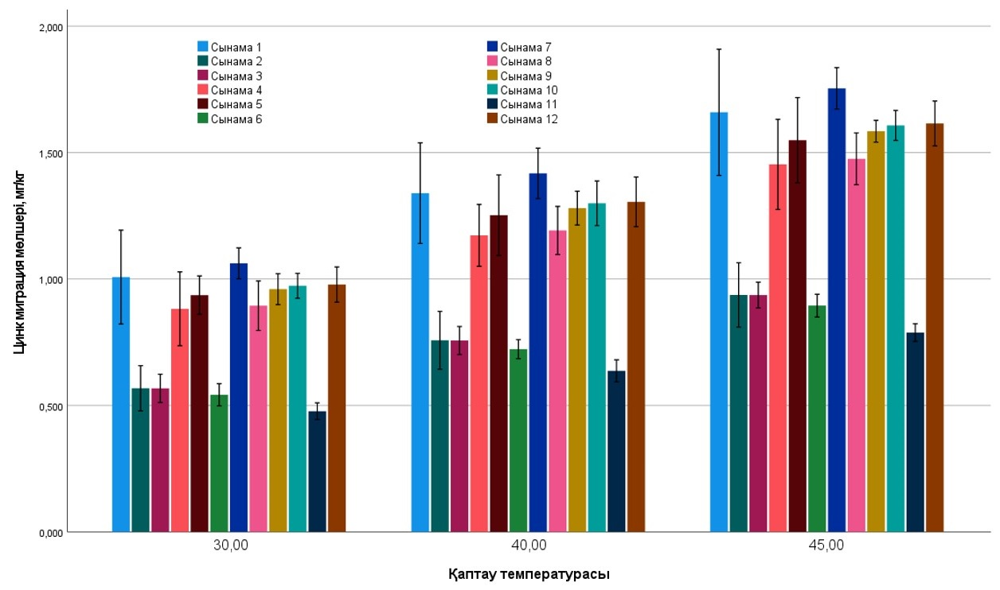 2,000
1,500
1,000
0,500
0,000
Цинк миграция мөлшері, мг/кг
Сынама 1
Сынама 2
Сынама 3
Сынама 4
Сынама 5
Сынама 6
Сынама 7
Сынама 8
Сынама 9
Сынама 10
Сынама 11
Сынама 12
30,00
40,00
45,00
Қаптау температурасы